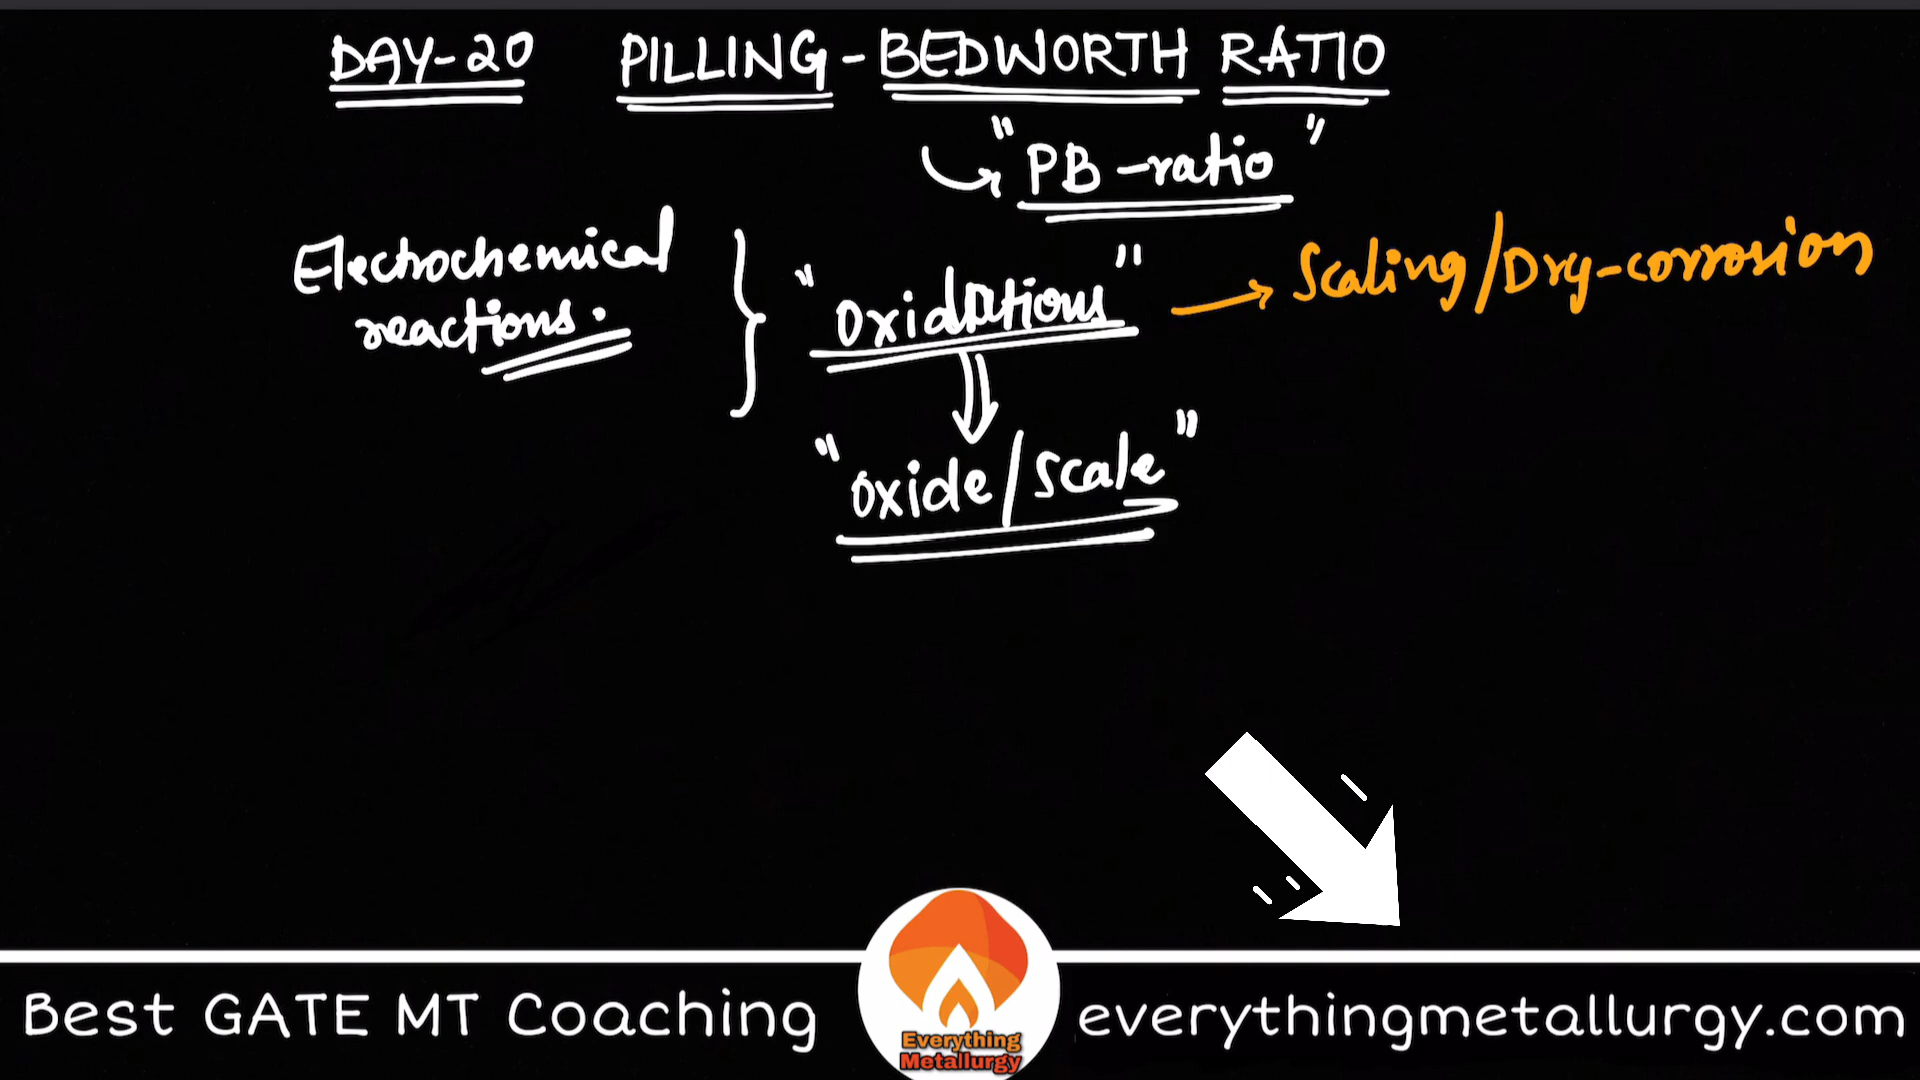 DAY-20 PILLING-BEDWORTH RATIO
"PB-ratio"
Electrochemical
reactions.
"oxidations" → Scaling/Dry-corrosion
"oxide/scale"
Best GATE MT Coaching
Everything
Metallurgy
everythingmetallurgy.com